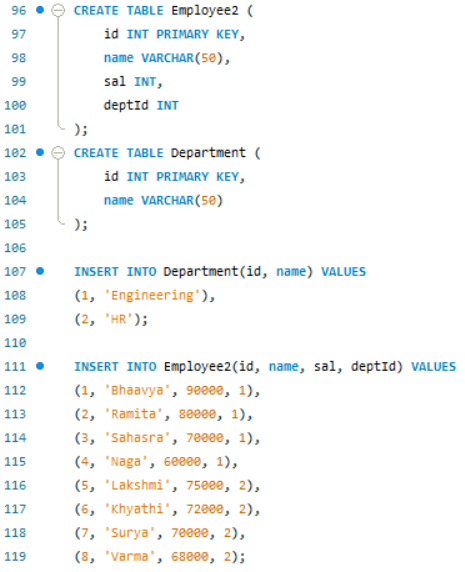 96 CREATE TABLE Employee2 (
97 id INT PRIMARY KEY,
98 name VARCHAR(50),
99 sal INT,
100 deptId INT
101 );
102 CREATE TABLE Department (
103 id INT PRIMARY KEY,
104 name VARCHAR(50)
105 );
106
107 INSERT INTO Department(id, name) VALUES
108 (1, 'Engineering'),
109 (2, 'HR');
110
111 INSERT INTO Employee2(id, name, sal, deptId) VALUES
112 (1, 'Bhaavya', 90000, 1),
113 (2, 'Ramita', 80000, 1),
114 (3, 'Sahasra', 70000, 1),
115 (4, 'Naga', 60000, 1),
116 (5, 'Lakshmi', 75000, 2),
117 (6, 'Khyathi', 72000, 2),
118 (7, 'Surya', 70000, 2),
119 (8, 'Varma', 68000, 2);